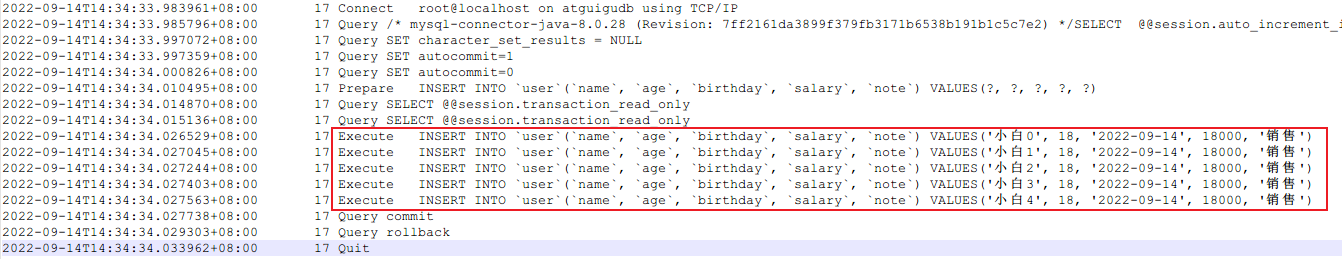 2022-09-14T14:34:33.983961+08:00 17 Connect root@localhost on atguigudb using TCP/IP
2022-09-14T14:34:33.985796+08:00 17 Query /* mysql-connector-java-8.0.28 (Revision: 7ff2161da3899f379fb3171b6538b191b1c5c7e2) */SELECT @@session.auto_increment_i
2022-09-14T14:34:33.997072+08:00 17 Query SET character_set_results = NULL
2022-09-14T14:34:33.997359+08:00 17 Query SET autocommit=1
2022-09-14T14:34:34.000826+08:00 17 Query SET autocommit=0
2022-09-14T14:34:34.010495+08:00 17 Prepare INSERT INTO `user`(`name`, `age`, `birthday`, `salary`, `note`) VALUES(?, ?, ?, ?, ?)
2022-09-14T14:34:34.014870+08:00 17 Query SELECT @@session.transaction_read_only
2022-09-14T14:34:34.015136+08:00 17 Query SELECT @@session.transaction_read_only
2022-09-14T14:34:34.026529+08:00 17 Execute INSERT INTO `user`(`name`, `age`, `birthday`, `salary`, `note`) VALUES('小白0', 18, '2022-09-14', 18000, '销售')
2022-09-14T14:34:34.027045+08:00 17 Execute INSERT INTO `user`(`name`, `age`, `birthday`, `salary`, `note`) VALUES('小白1', 18, '2022-09-14', 18000, '销售')
2022-09-14T14:34:34.027244+08:00 17 Execute INSERT INTO `user`(`name`, `age`, `birthday`, `salary`, `note`) VALUES('小白2', 18, '2022-09-14', 18000, '销售')
2022-09-14T14:34:34.027403+08:00 17 Execute INSERT INTO `user`(`name`, `age`, `birthday`, `salary`, `note`) VALUES('小白3', 18, '2022-09-14', 18000, '销售')
2022-09-14T14:34:34.027563+08:00 17 Execute INSERT INTO `user`(`name`, `age`, `birthday`, `salary`, `note`) VALUES('小白4', 18, '2022-09-14', 18000, '销售')
2022-09-14T14:34:34.027738+08:00 17 Query commit
2022-09-14T14:34:34.029303+08:00 17 Query rollback
2022-09-14T14:34:34.033962+08:00 17 Quit